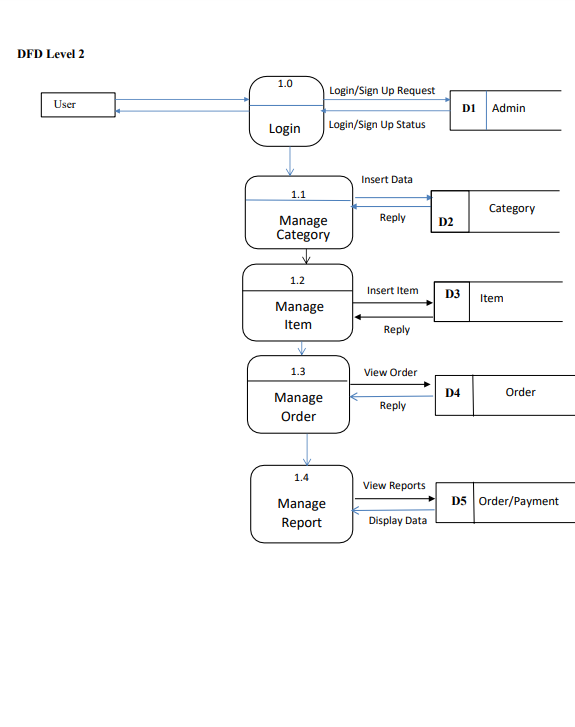 DFD Level 2
1.0
Login/Sign Up Request
User
D1 Admin
Login
Login/Sign Up Status
Insert Data
1.1
Category
Manage
Category
Reply
D2
1.2
Insert Item
D3 Item
Manage
Item
Reply
1.3
View Order
D4 Order
Manage
Order
Reply
1.4
View Reports
D5 Order/Payment
Manage
Report
Display Data